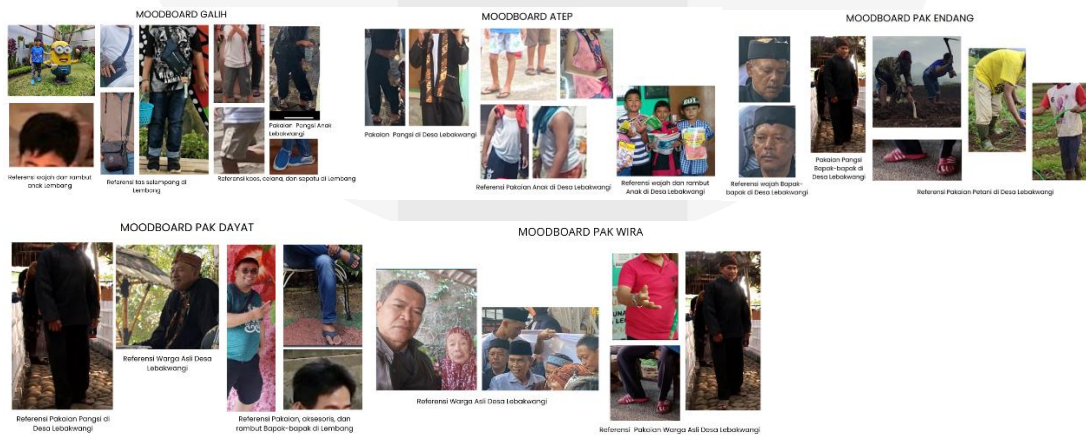 MOODBOARD GALIH
Pakaian Pangsi Anak
Lebakwangi
Referensi wajah dan rambut
anak Lembang
Referensi tas selempang di
Lembang
Referensi kaos, celana, dan sepatu di Lembang
MOODBOARD ATEP
Pakaian Pangsi di Desa Lebakwangi
Referensi Pakaian Anak di Desa Lebakwangi
Referensi wajah dan rambut
Anak di Desa Lebakwangi
MOODBOARD PAK ENDANG
Referensi wajah Bapak-
bapak di Desa Lebakwangi
Pakaian Pangsi
Bapak-bapak di
Desa Lebakwangi
Referensi Pakaian Petani di Desa Lebakwangi
MOODBOARD PAK DAYAT
Referensi Pakaian Pangsi di
Desa Lebakwangi
Referensi Warga Asli Desa
Lebakwangi
Referensi Pakaian, aksesoris, dan
rambut Bapak-bapak di Lembang
MOODBOARD PAK WIRA
Referensi Warga Asli Desa Lebakwangi
Referensi Pakaian Warga Asli Desa Lebakwangi